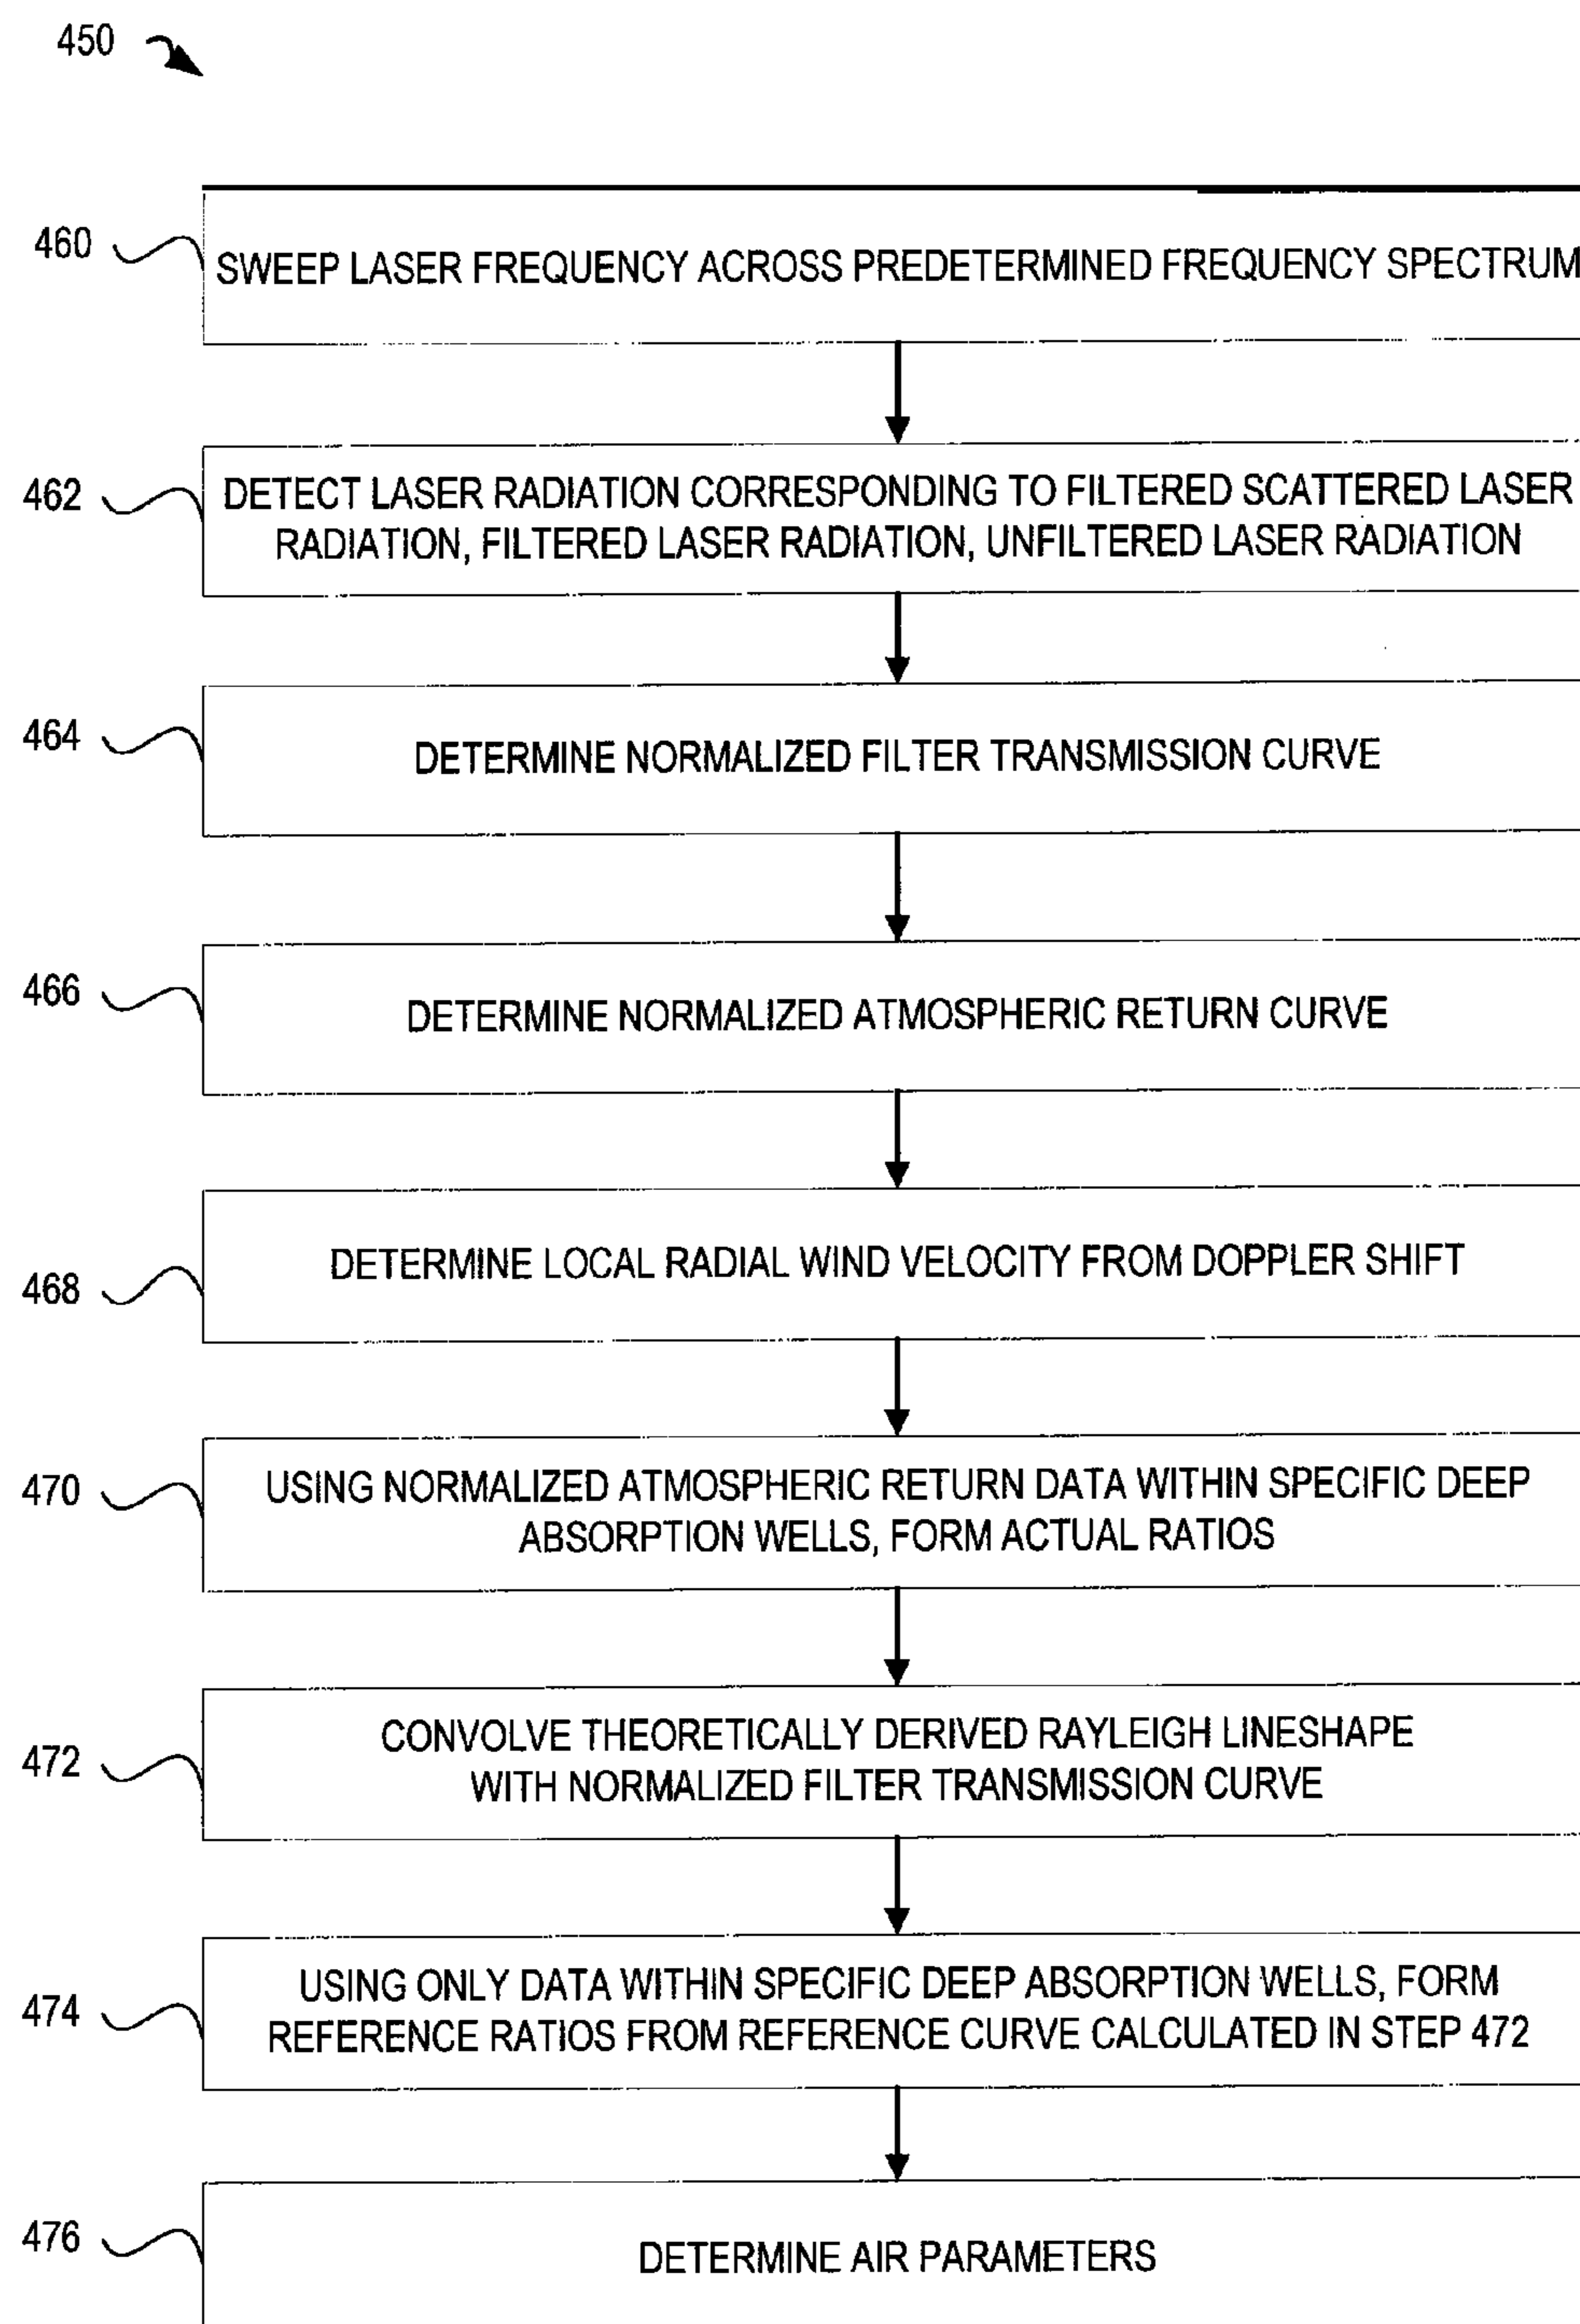 450
460
SWEEP LASER FREQUENCY ACROSS PREDETERMINED FREQUENCY SPECTRUM
462
DETECT LASER RADIATION CORRESPONDING TO FILTERED SCATTERED LASER
RADIATION, FILTERED LASER RADIATION, UNFILTERED LASER RADIATION
464
DETERMINE NORMALIZED FILTER TRANSMISSION CURVE
466
DETERMINE NORMALIZED ATMOSPHERIC RETURN CURVE
468
DETERMINE LOCAL RADIAL WIND VELOCITY FROM DOPPLER SHIFT
470
USING NORMALIZED ATMOSPHERIC RETURN DATA WITHIN SPECIFIC DEEP
ABSORPTION WELLS, FORM ACTUAL RATIOS
472
CONVOLVE THEORETICALLY DERIVED RAYLEIGH LINESHAPE
WITH NORMALIZED FILTER TRANSMISSION CURVE
474
USING ONLY DATA WITHIN SPECIFIC DEEP ABSORPTION WELLS, FORM
REFERENCE RATIOS FROM REFERENCE CURVE CALCULATED IN STEP 472
476
DETERMINE AIR PARAMETERS